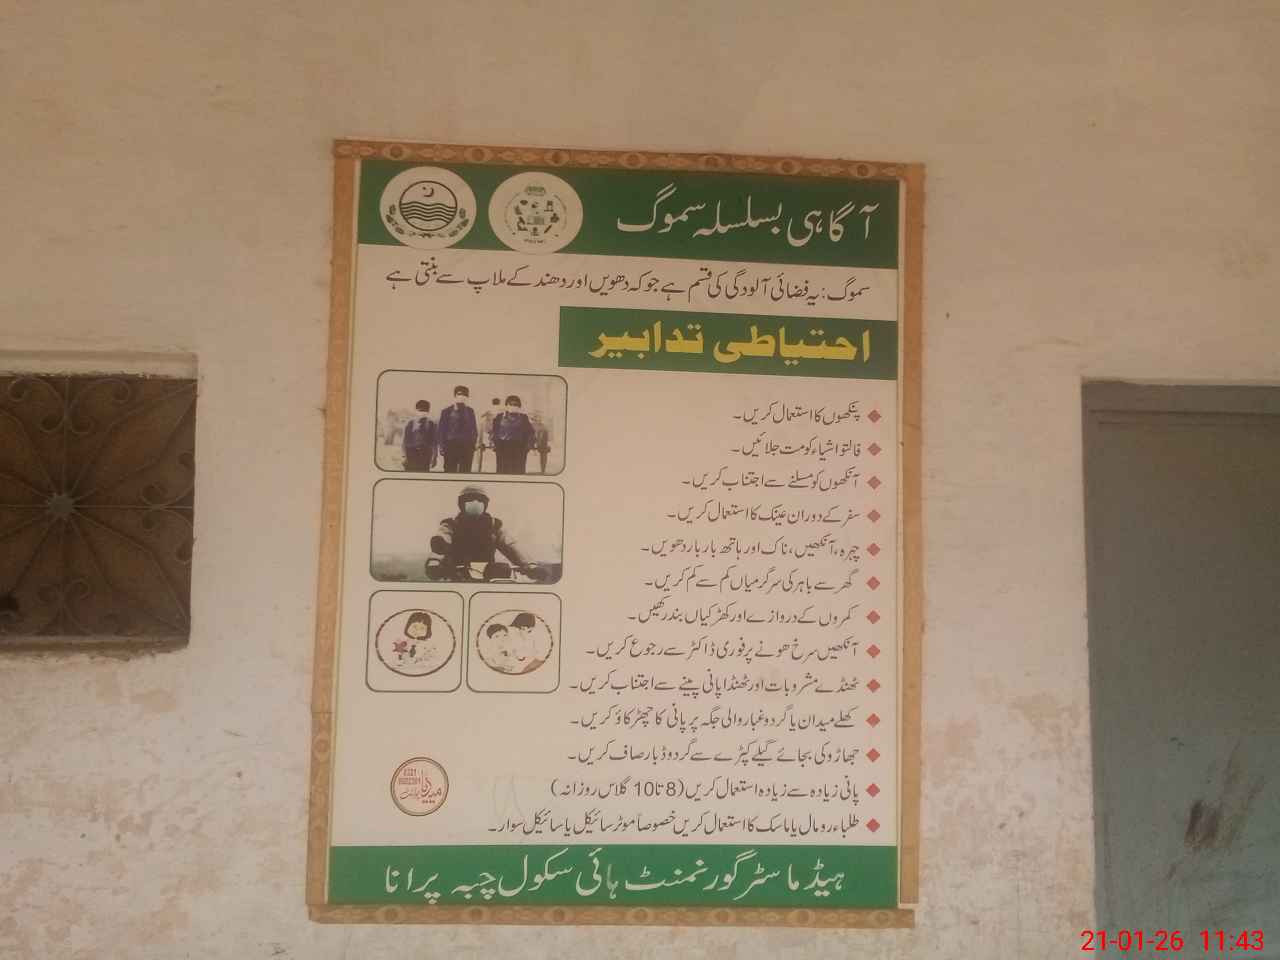 آگاہی بسلسلہ سموگ
سموگ: یہ فضائی آلودگی کی قسم ہے جو کہ دھویں اور دھند کے ملاپ سے بنتی ہے
احتیاطی تدابیر
پنکھوں کا استعمال کریں۔
فالتو اشیاء کو مت جلائیں۔
آنکھوں کو مسلنے سے اجتناب کریں۔
سفر کے دوران عینک کا استعمال کریں۔
چہرہ، آنکھیں، ناک اور ہاتھ بار بار دھویں۔
گھر سے باہر کی سرگرمیاں کم سے کم کریں۔
کمروں کے دروازے اور کھڑکیاں بند رکھیں۔
آنکھیں سرخ ھونے پر فوری ڈاکٹر سے رجوع کریں۔
ٹھنڈے مشروبات اور ٹھنڈا پانی پینے سے اجتناب کریں۔
کھلے میدان یا گرد و غبار والی جگہ پر پانی کا چھڑکاؤ کریں۔
جھاڑو کی بجائے گیلے کپڑے سے گرد و ڈبار صاف کریں۔
پانی زیادہ سے زیادہ استعمال کریں (8 تا 10 گلاس روزانہ)
طلباء رومال یا ماسک کا استعمال کریں خصوصاً موٹر سائیکل یا سائیکل سوار۔
ہیڈ ماسٹر گورنمنٹ ہائی سکول چبہ پرانا
21-01-26 11:43